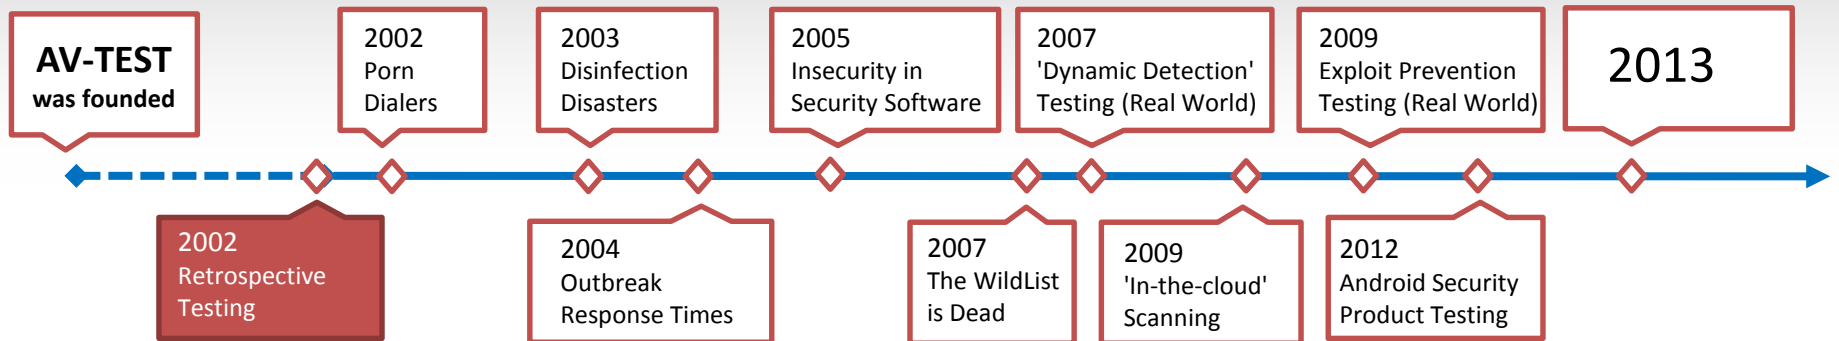 AV-TEST
was founded
2002
Porn
Dialers
2003
Disinfection
Disasters
2005
Insecurity in
Security Software
2007
'Dynamic Detection'
Testing (Real World)
2009
Exploit Prevention
Testing (Real World)
2013
2002
Retrospective
Testing
2004
Outbreak
Response Times
2007
The WildList
is Dead
2009
'In-the-cloud'
Scanning
2012
Android Security
Product Testing